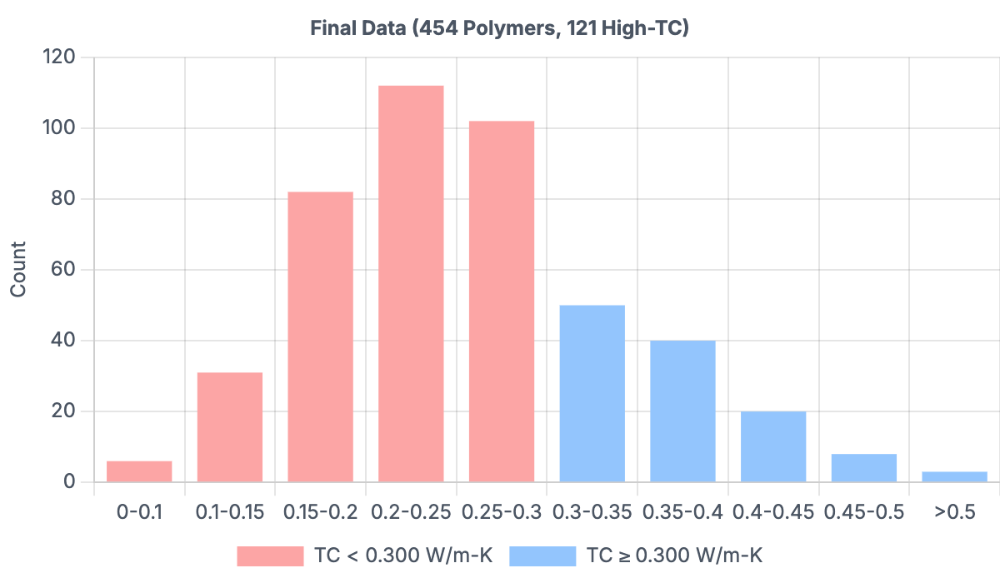 Final Data (454 Polymers, 121 High-TC)
120
100
80
60
40
20
0
Count
0-0.1 0.1-0.15 0.15-0.2 0.2-0.25 0.25-0.3 0.3-0.35 0.35-0.4 0.4-0.45 0.45-0.5 >0.5
TC < 0.300 W/m-K TC ≥ 0.300 W/m-K